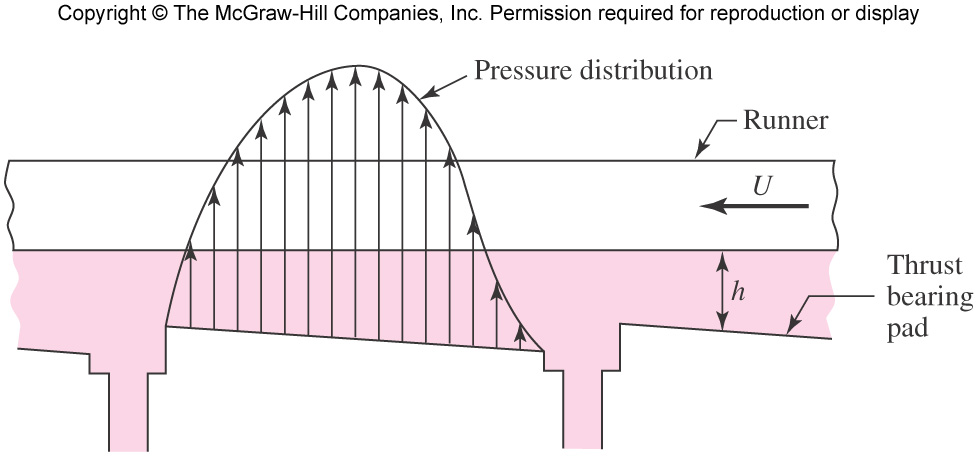 Copyright © The McGraw-Hill Companies, Inc. Permission required for reproduction or display
Pressure distribution
Runner
U
Thrust
bearing
pad
h